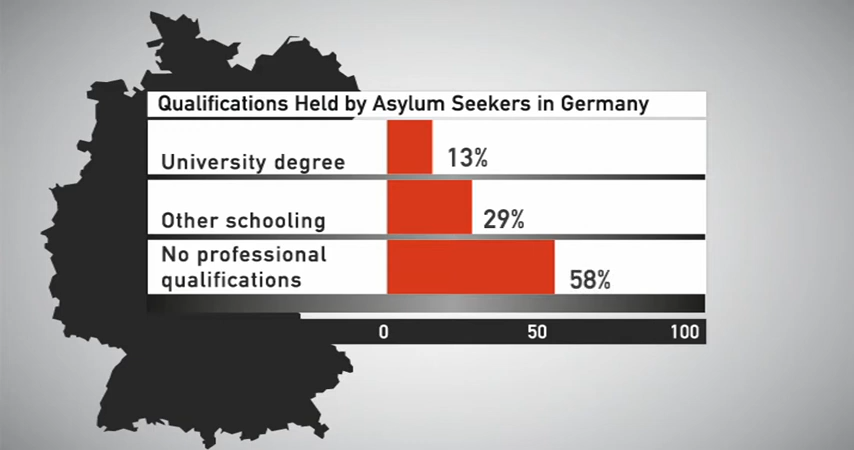 Qualifications Held by Asylum Seekers in Germany
University degree 13%
Other schooling 29%
No professional
qualifications 58%
0 50 100